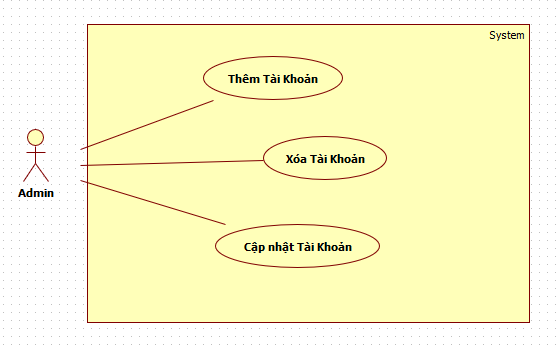 System
Thêm Tài Khoản
Xóa Tài Khoản
Admin
Cập nhật Tài Khoản